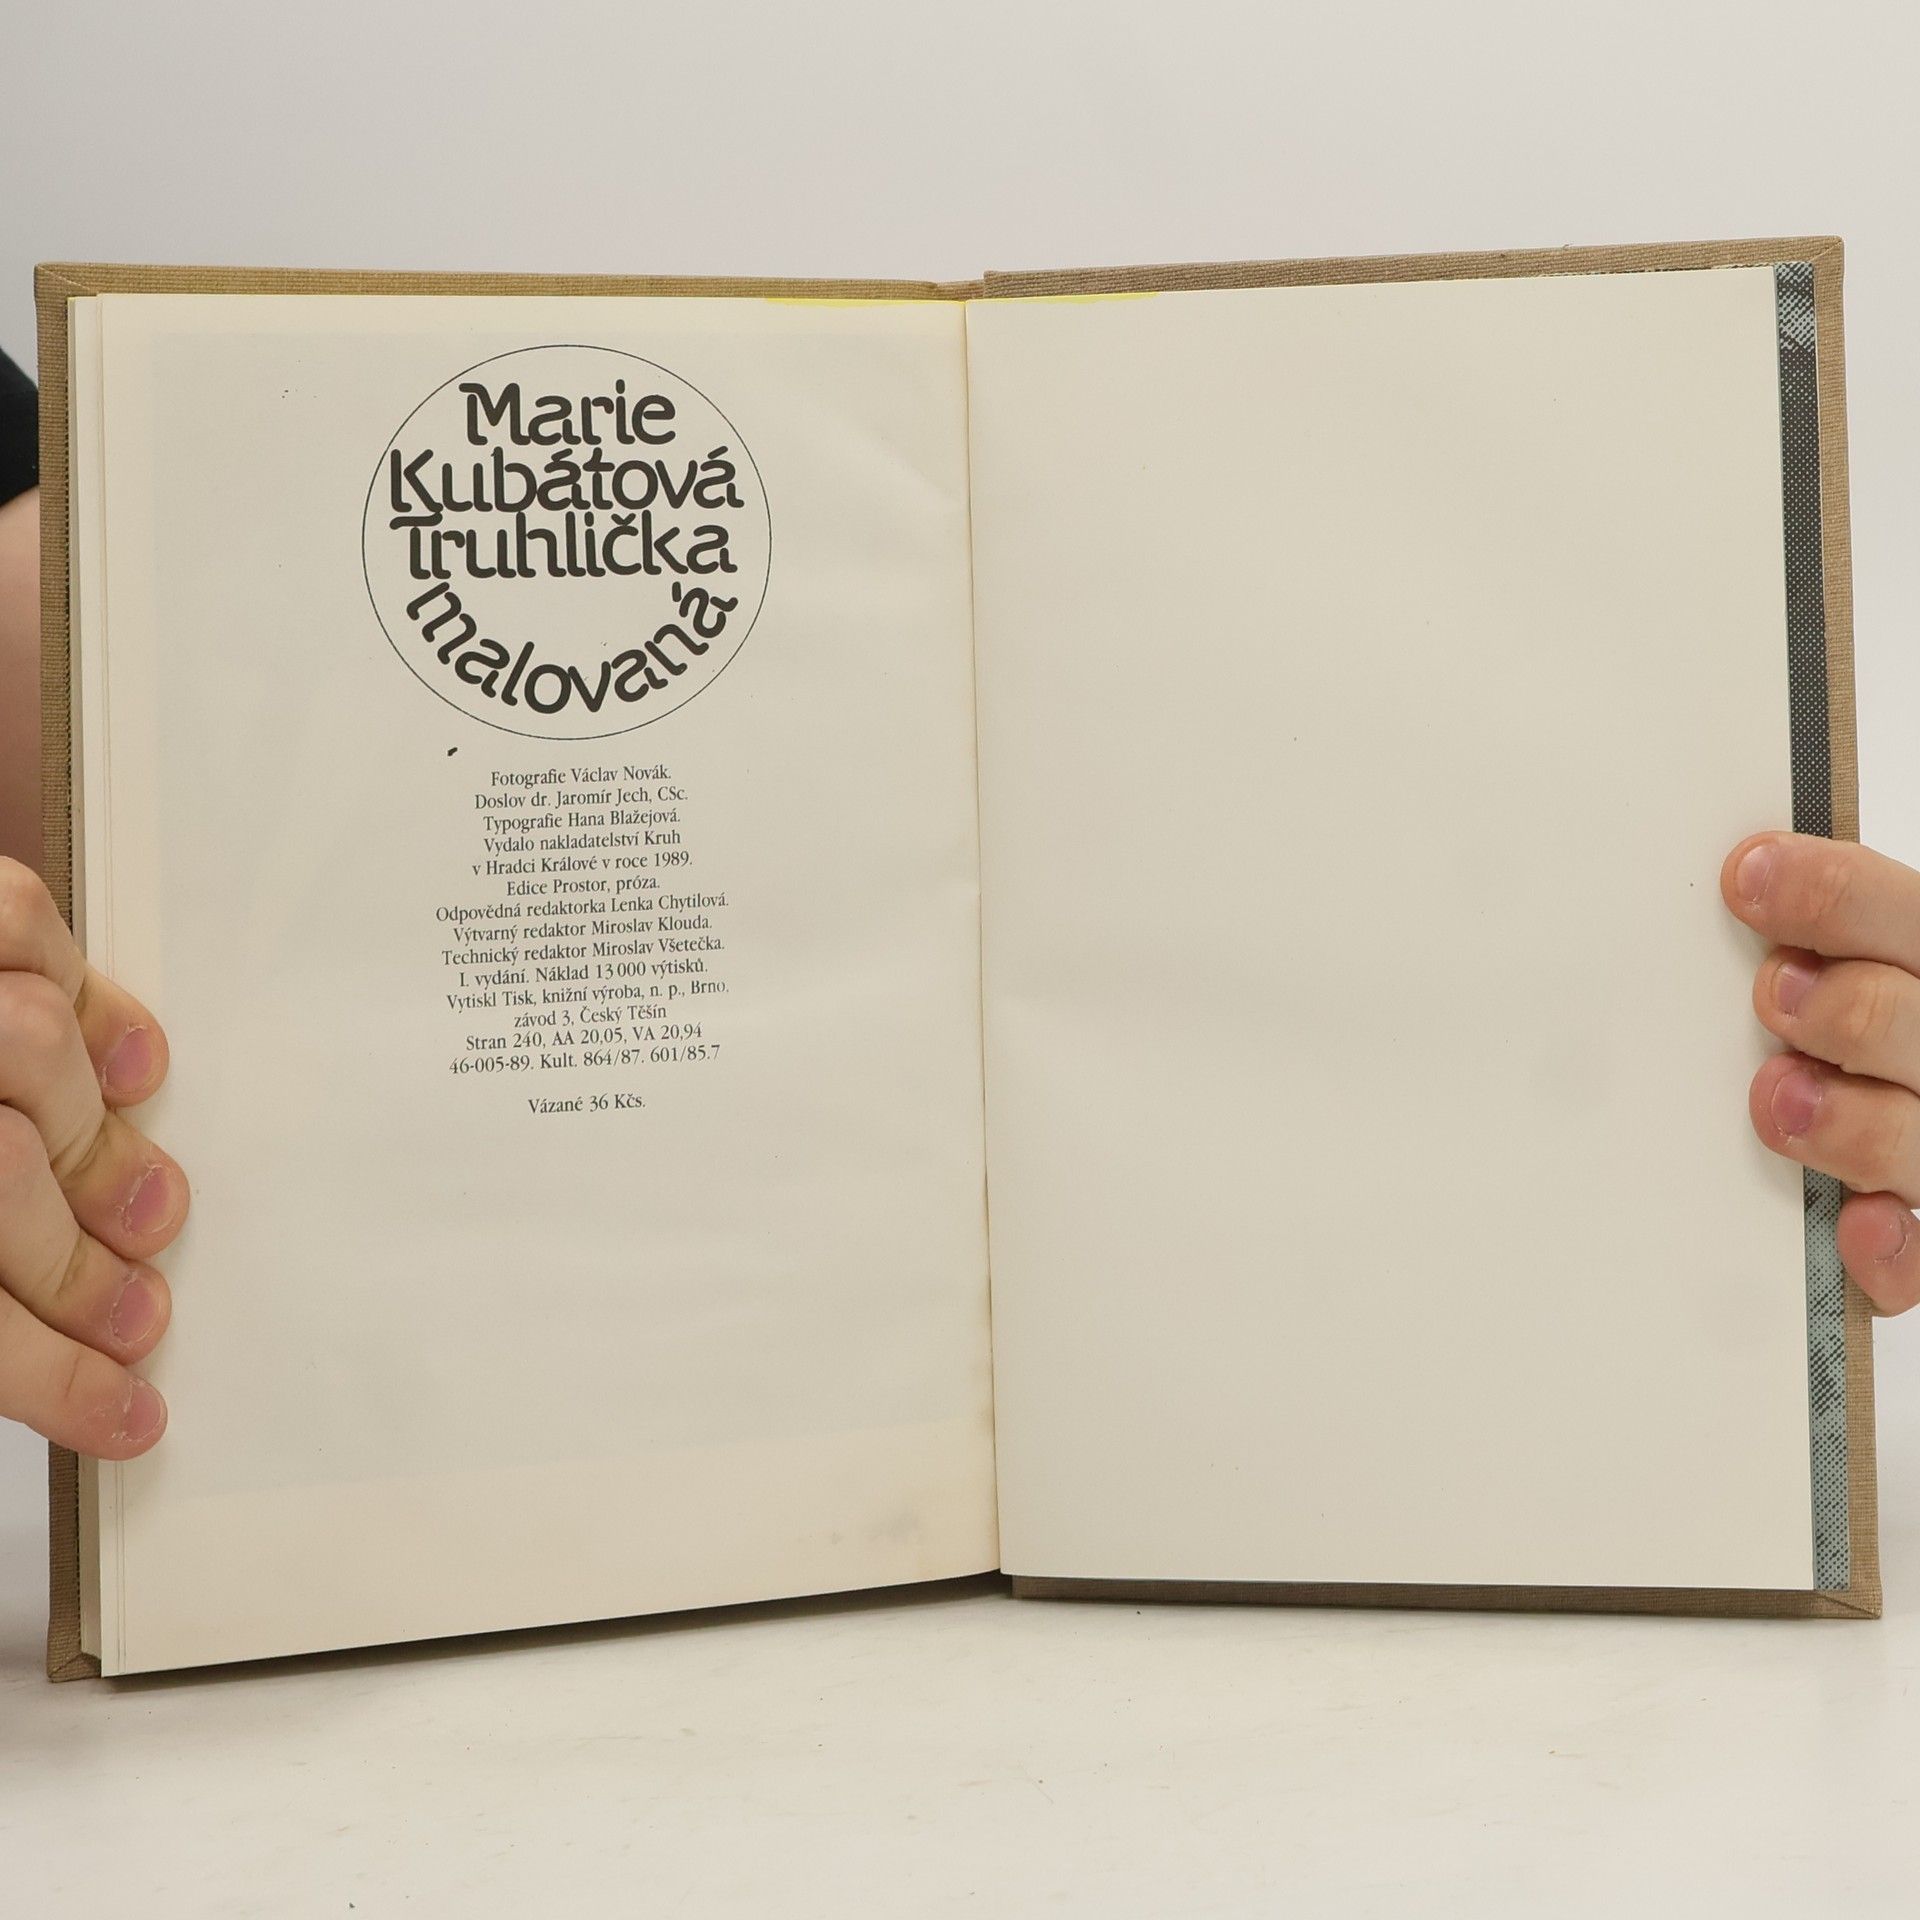 Marie
Kubátová
Truhlička
malovaná
Fotografie Václav Novák.
Doslov dr. Jaromír Jech, CSc.
Typografie Hana Blažejová.
Vydalo nakladatelství Kruh
v Hradci Králové v roce 1989.
Edice Prostor, próza.
Odpovědná redaktorka Lenka Chytilová.
Výtvarný redaktor Miroslav Klouda.
Technický redaktor Miroslav Všetečka.
I. vydání. Náklad 13 000 výtisků.
Vytiskl Tisk, knižní výroba, n. p., Brno,
závod 3, Český Těšín
Stran 240, AA 20,05, VA 20,94
46-005-89. Kult. 864/87. 601/85.7
Vázané 36 Kčs.